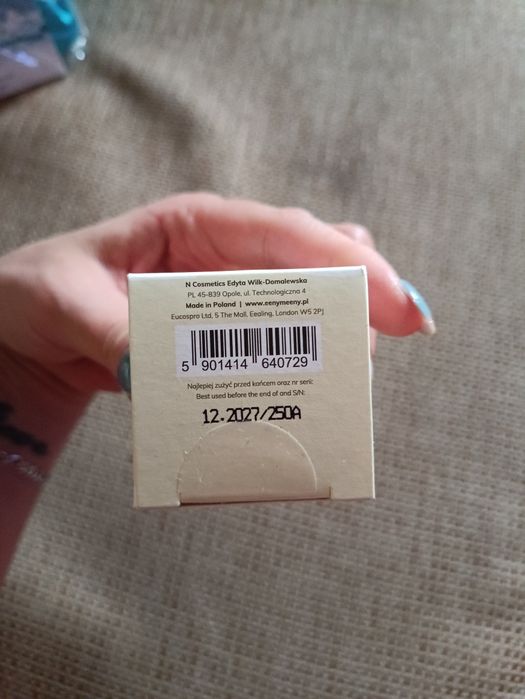 N Cosmetics Edyta Wilk-Domalewska
PL 45-839 Opole, ul. Technologiczna 4
Made in Poland | www.eenymeeny.pl
Eucospro Ltd, 5 The Mall, Eealing, London W5 2PJ
5 901414 640729
Najlepiej zużyć przed końcem oraz nr serii:
Best used before the end of and S/N:
12.2027/250A